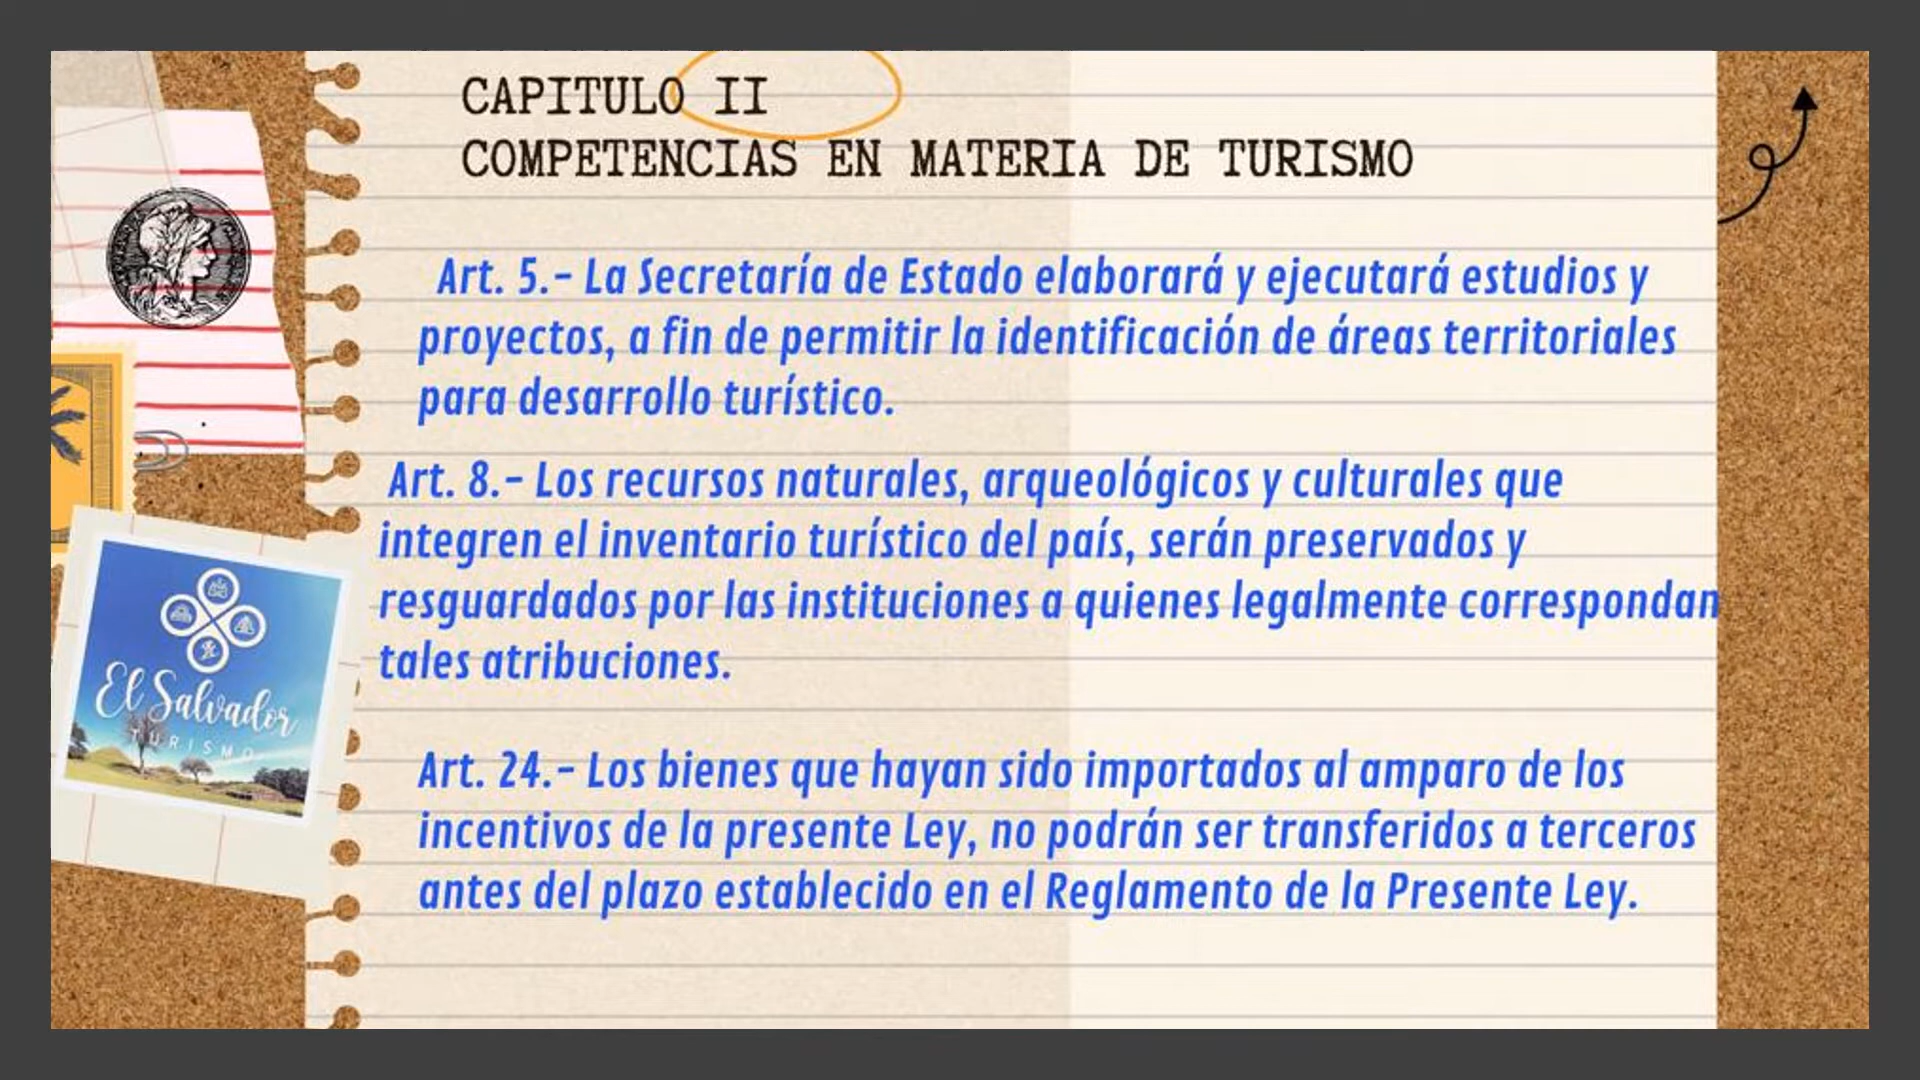 CAPITULO II
COMPETENCIAS EN MATERIA DE TURISMO
Art. 5.- La Secretaría de Estado elaborará y ejecutará estudios y
proyectos, a fin de permitir la identificación de áreas territoriales
para desarrollo turístico.
Art. 8.- Los recursos naturales, arqueológicos y culturales que
integren el inventario turístico del país, serán preservados y
resguardados por las instituciones a quienes legalmente correspondan
tales atribuciones.
Art. 24.- Los bienes que hayan sido importados al amparo de los
incentivos de la presente Ley, no podrán ser transferidos a terceros
antes del plazo establecido en el Reglamento de la Presente Ley.
El Salvador
TURISMO